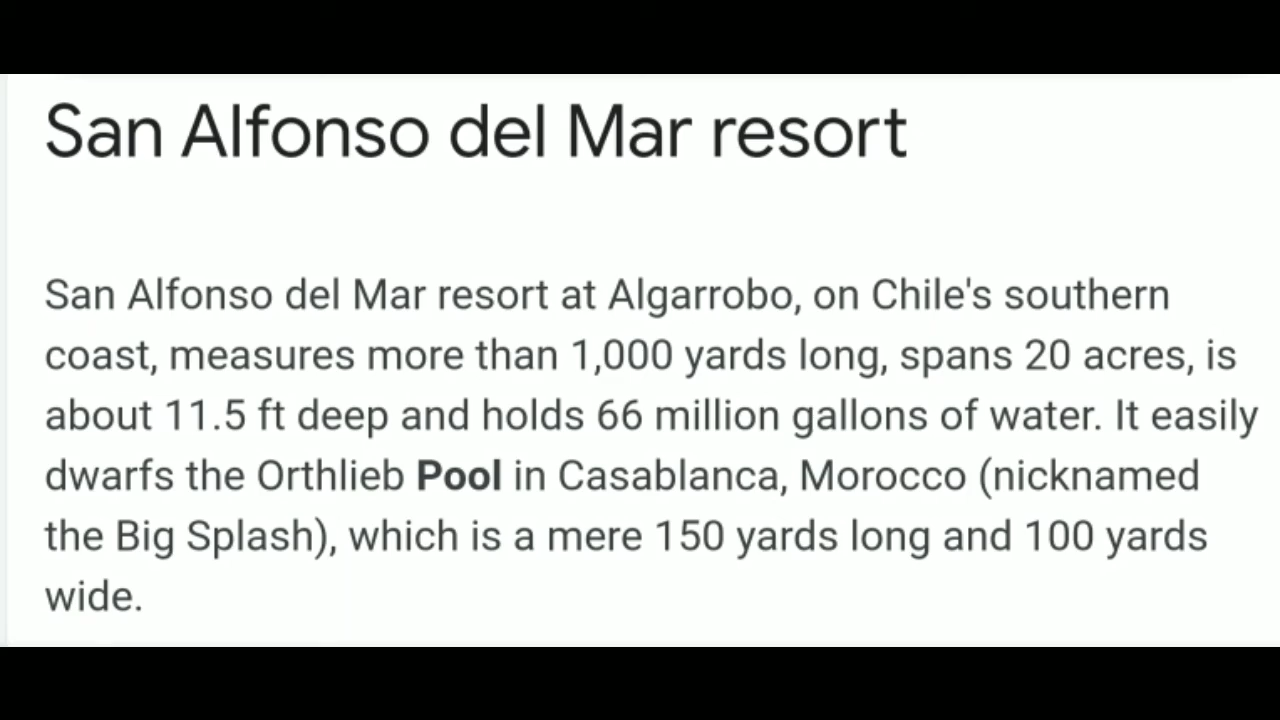 San Alfonso del Mar resort
San Alfonso del Mar resort at Algarrobo, on Chile's southern
coast, measures more than 1,000 yards long, spans 20 acres, is
about 11.5 ft deep and holds 66 million gallons of water. It easily
dwarfs the Orthlieb Pool in Casablanca, Morocco (nicknamed
the Big Splash), which is a mere 150 yards long and 100 yards
wide.